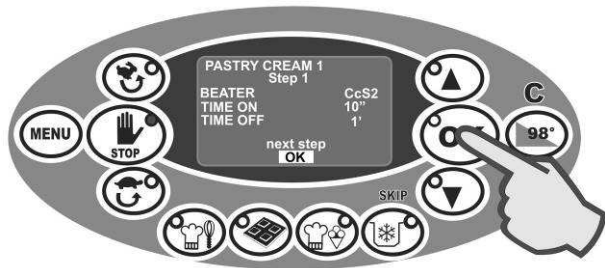 PASTRY CREAM 1
Step 1
BEATER CcS2
TIME ON 10”
TIME OFF 1'
next step
OK
MENU
STOP
C
98°
SKIP